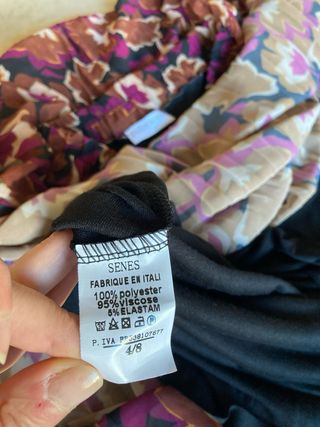 SENES
FABRIQUE EN ITALI
100% polyester
95%viscose
5% ELASTAM
P. IVA
4/8